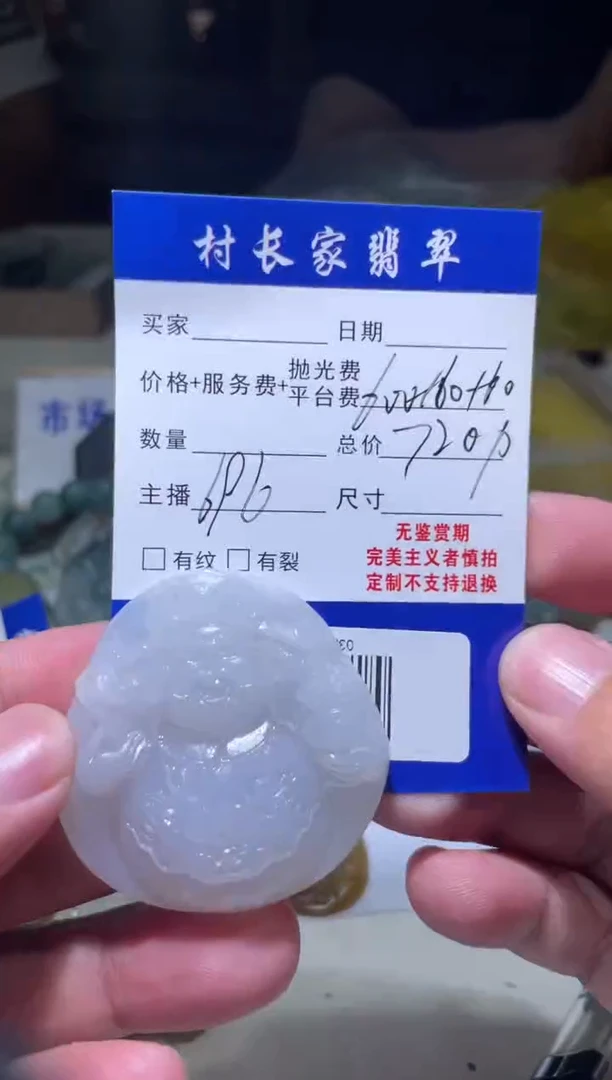 村长家翡翠
买家 日期
价格+服务费+抛光费
平台费
数量 总价 720
主播 尺寸
无鉴赏期
完美主义者慎拍
定制不支持退换
□ 有纹 □ 有裂
市场